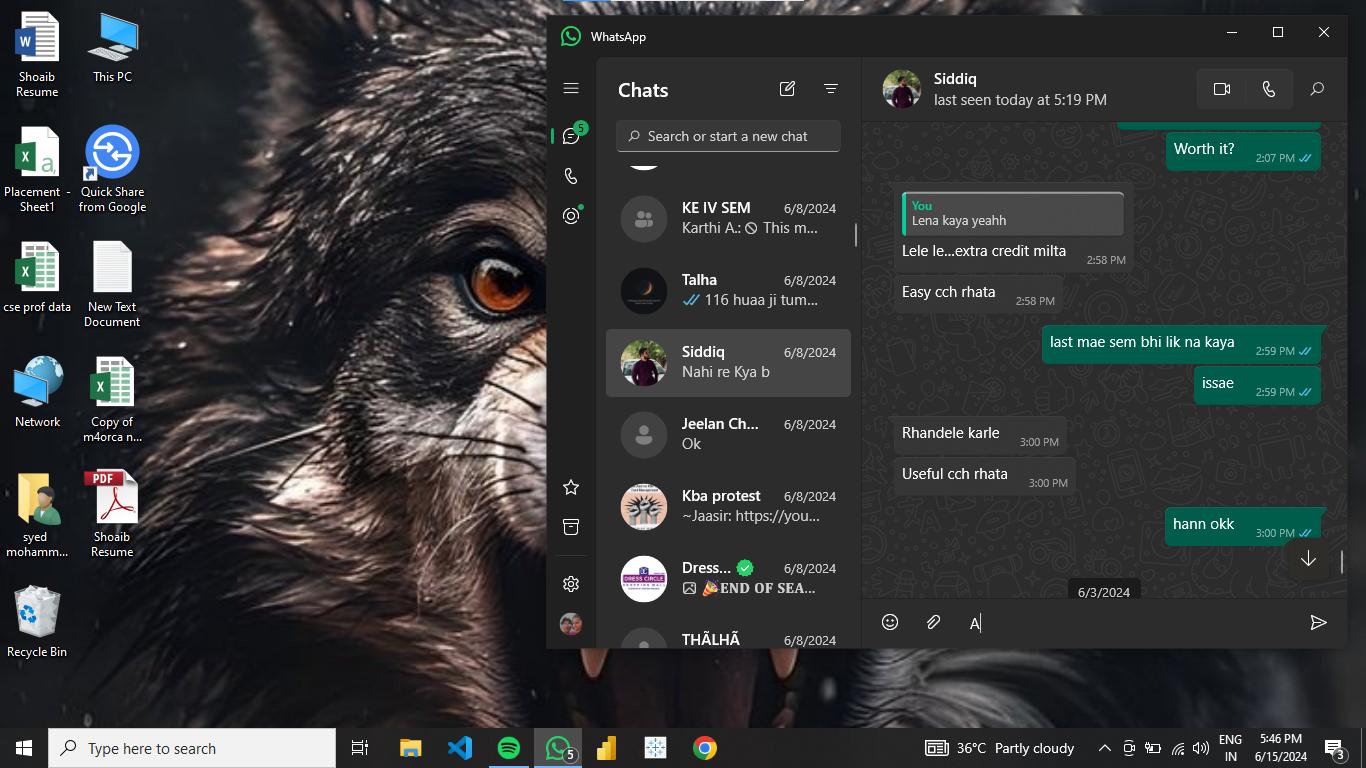 Shoaib
Resume
This PC
Placement -
Sheet1
Quick Share
from Google
cse prof data
New Text
Document
Network
Copy of
m4orca n...
syed
mohamm...
PDF
Shoaib
Resume
Recycle Bin
WhatsApp
5
Chats
Search or start a new chat
KE IV SEM 6/8/2024
Karthi A.: This m...
Talha 6/8/2024
116 huaa ji tum...
Siddiq 6/8/2024
Nahi re Kya b
Jeelan Ch... 6/8/2024
Ok
Kba protest 6/8/2024
~Jaasir: https://you...
Dress... 6/8/2024
🎉𝐄𝐍𝐃 𝐎𝐅 𝐒𝐄𝐀...
THÃLHÃ 6/8/2024
Siddiq
last seen today at 5:19 PM
Worth it? 2:07 PM
You
Lena kaya yeahh
Lele le...extra credit milta 2:58 PM
Easy cch rhata 2:58 PM
last mae sem bhi lik na kaya 2:59 PM
issae 2:59 PM
Rhandele karle 3:00 PM
Useful cch rhata 3:00 PM
hann okk 3:00 PM
6/3/2024
A
Type here to search
5
36°C Partly cloudy
ENG
IN
5:46 PM
6/15/2024
3